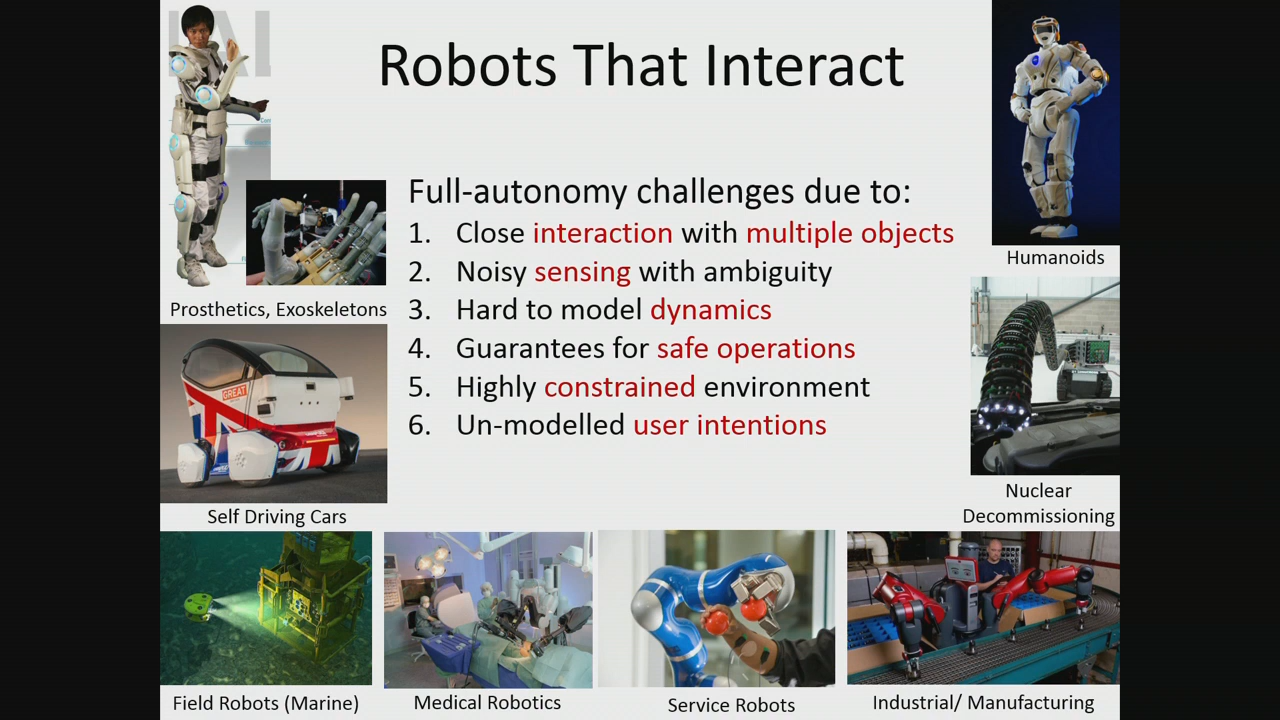 Robots That Interact
Full-autonomy challenges due to:
1. Close interaction with multiple objects
2. Noisy sensing with ambiguity
3. Hard to model dynamics
4. Guarantees for safe operations
5. Highly constrained environment
6. Un-modelled user intentions
Prosthetics, Exoskeletons
Humanoids
GREAT
Self Driving Cars
Nuclear
Decommissioning
Field Robots (Marine)
Medical Robotics
Service Robots
Industrial/ Manufacturing